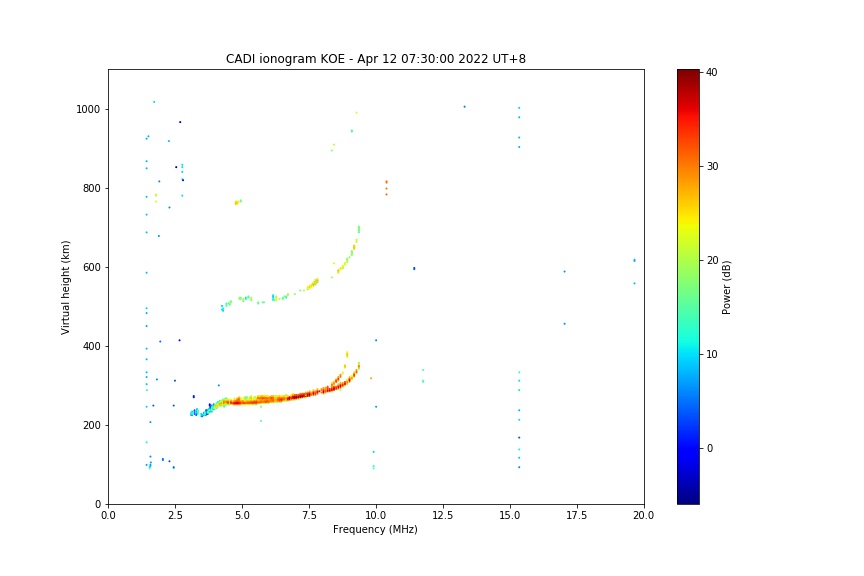 CADI ionogram KOE - Apr 12 07:30:00 2022 UT+8
1000
800
600
400
200
0
Virtual height (km)
0.0 2.5 5.0 7.5 10.0 12.5 15.0 17.5 20.0
Frequency (MHz)
40
30
20
10
0
Power (dB)